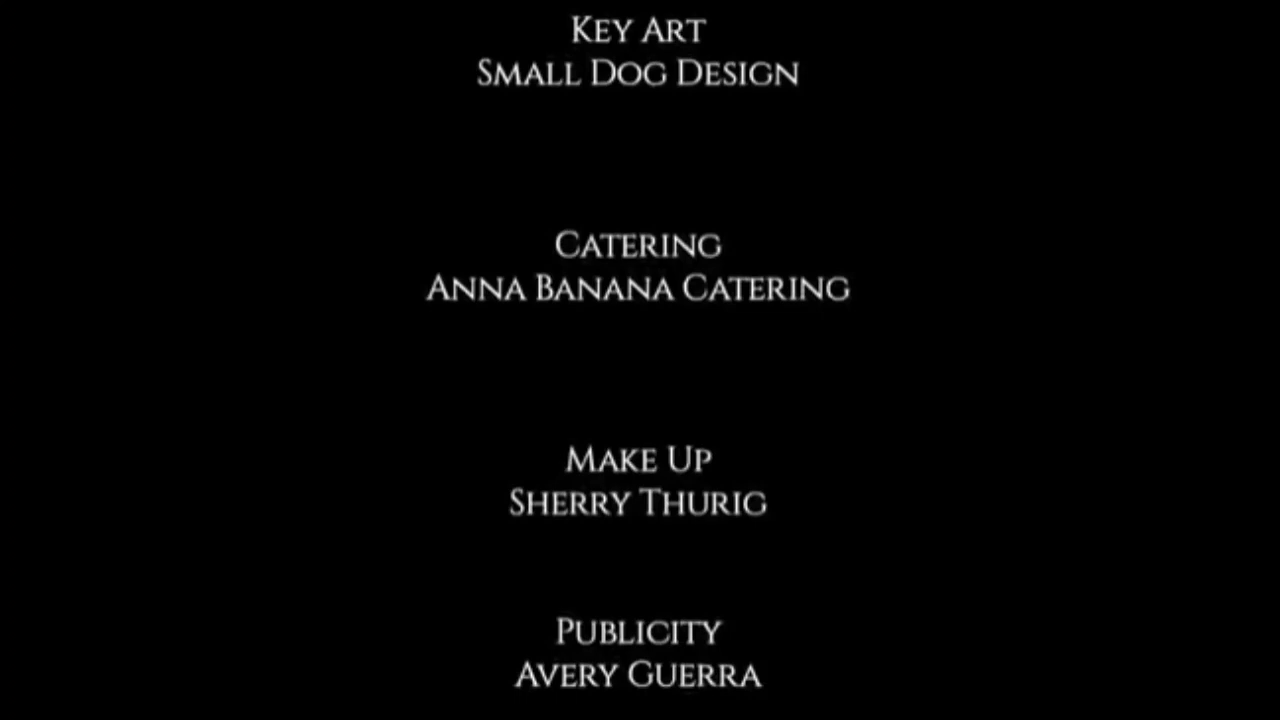 Key Art
Small Dog Design
Catering
Anna Banana Catering
Make Up
Sherry Thurig
Publicity
Avery Guerra